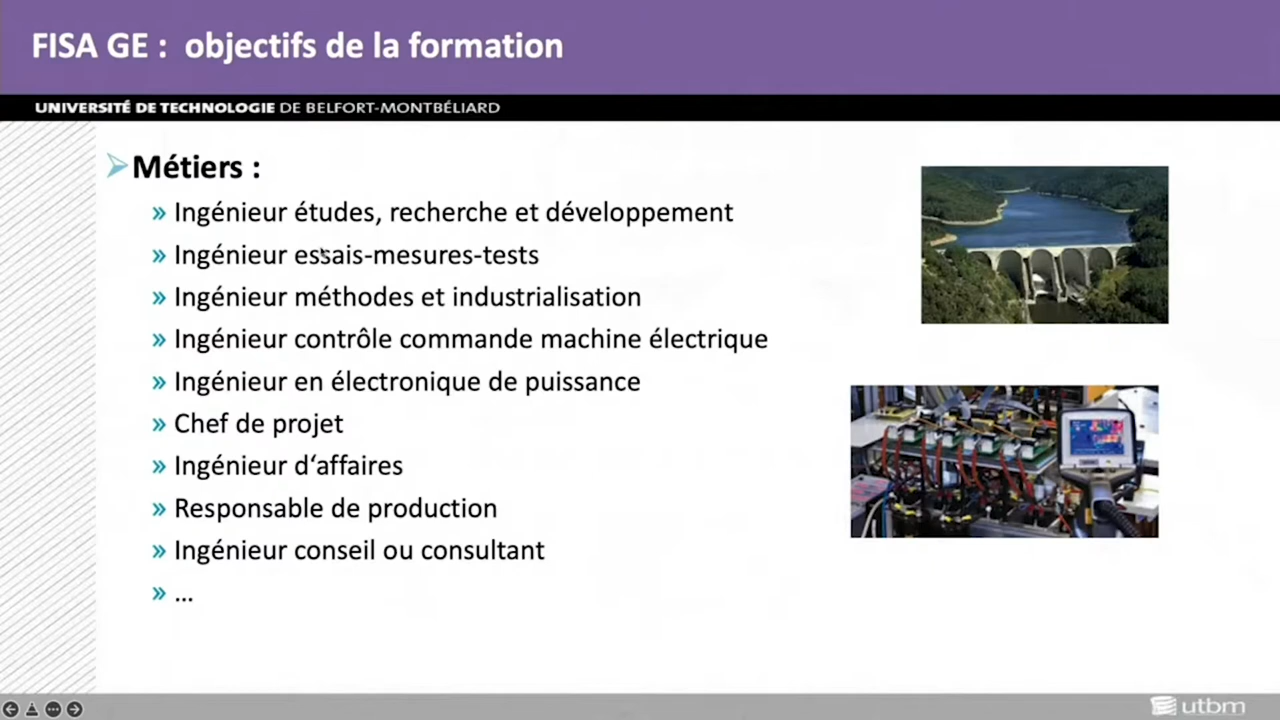 FISA GE : objectifs de la formation
UNIVERSITÉ DE TECHNOLOGIE DE BELFORT-MONTBÉLIARD
Métiers :
» Ingénieur études, recherche et développement
» Ingénieur essais-mesures-tests
» Ingénieur méthodes et industrialisation
» Ingénieur contrôle commande machine électrique
» Ingénieur en électronique de puissance
» Chef de projet
» Ingénieur d‘affaires
» Responsable de production
» Ingénieur conseil ou consultant
» ...
utbm